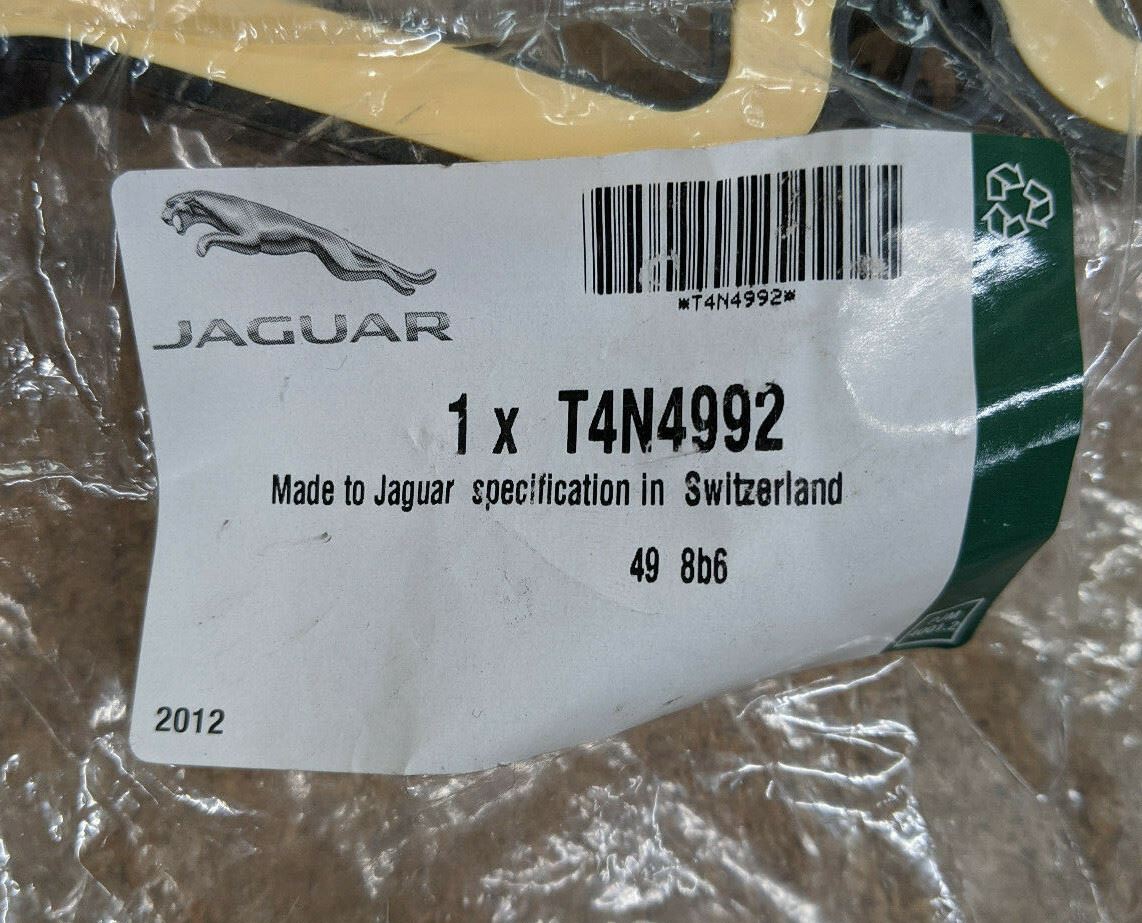 JAGUAR
*T4N4992*
1 x T4N4992
Made to Jaguar specification in Switzerland
49 8b6
2012